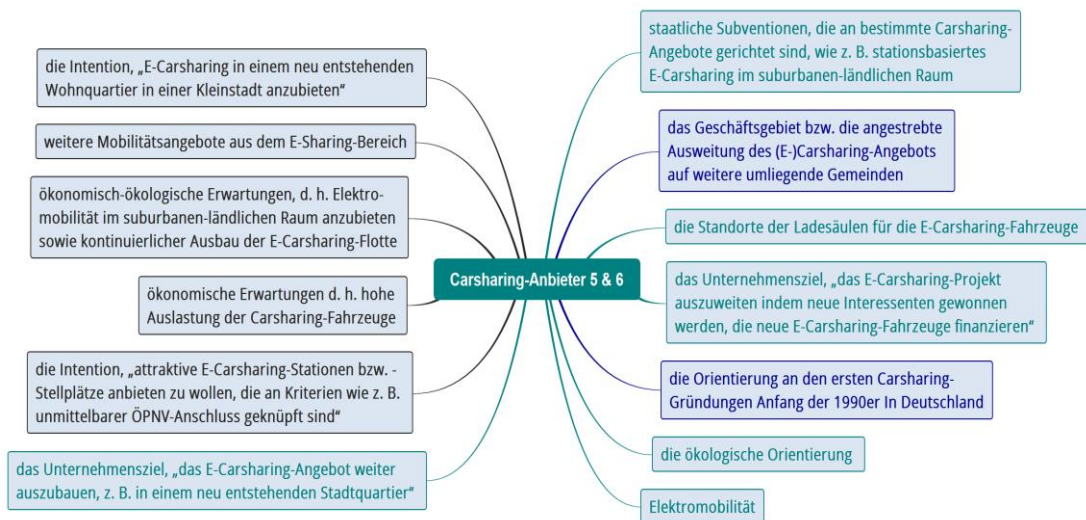 die Intention, „E-Carsharing in einem neu entstehenden
Wohnquartier in einer Kleinstadt anzubieten“
weitere Mobilitätsangebote aus dem E-Sharing-Bereich
ökonomisch-ökologische Erwartungen, d. h. Elektro-
mobilität im suburbanen-ländlichen Raum anzubieten
sowie kontinuierlicher Ausbau der E-Carsharing-Flotte
ökonomische Erwartungen d. h. hohe
Auslastung der Carsharing-Fahrzeuge
die Intention, „attraktive E-Carsharing-Stationen bzw. -
Stellplätze anbieten zu wollen, die an Kriterien wie z. B.
unmittelbarer ÖPNV-Anschluss geknüpft sind“
das Unternehmensziel, „das E-Carsharing-Angebot weiter
auszubauen, z. B. in einem neu entstehenden Stadtquartier“
Carsharing-Anbieter 5 & 6
staatliche Subventionen, die an bestimmte Carsharing-
Angebote gerichtet sind, wie z. B. stationsbasiertes
E-Carsharing im suburbanen-ländlichen Raum
das Geschäftsgebiet bzw. die angestrebte
Ausweitung des (E-)Carsharing-Angebots
auf weitere umliegende Gemeinden
die Standorte der Ladesäulen für die E-Carsharing-Fahrzeuge
das Unternehmensziel, „das E-Carsharing-Projekt
auszuweiten indem neue Interessenten gewonnen
werden, die neue E-Carsharing-Fahrzeuge finanzieren“
die Orientierung an den ersten Carsharing-
Gründungen Anfang der 1990er In Deutschland
die ökologische Orientierung
Elektromobilität